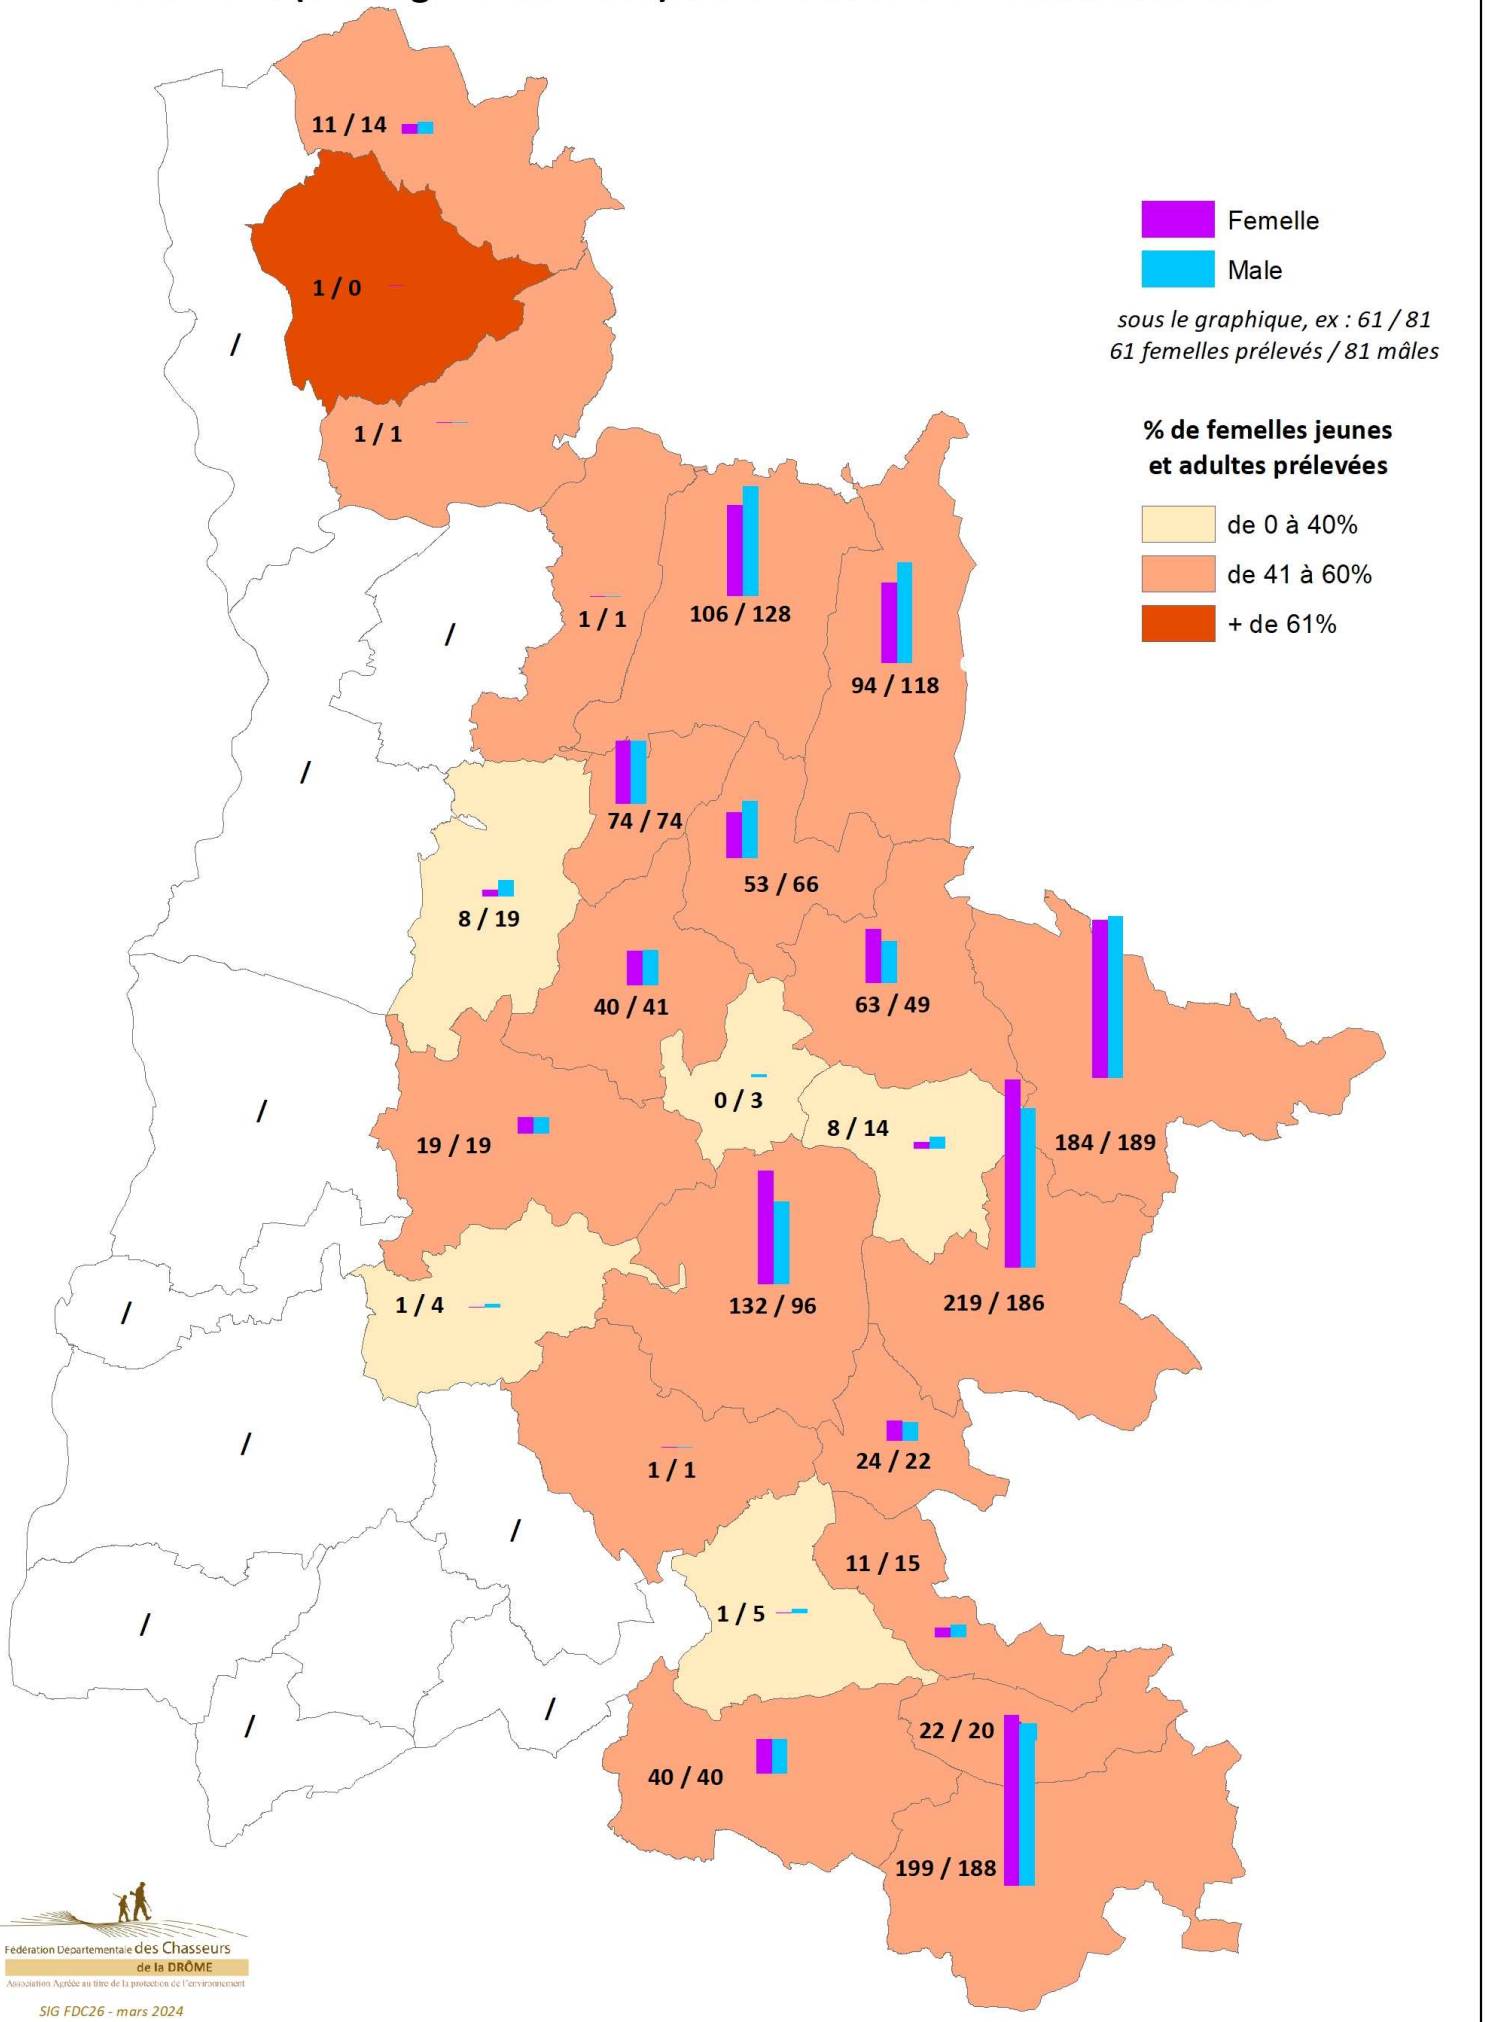 11 / 14
Femelle
Male
1 / 0
sous le graphique, ex : 61 / 81
/
61 femelles prélevés / 81 mâles
1 / 1
% de femelles jeunes
et adultes prélevées
de 0 à 40%
de 41 à 60%
+ de 61%
1 / 1
106 / 128
/
94 / 118
/
74 / 74
53 / 66
8 / 19
40 / 41
63 / 49
0 / 3
/
8 / 14
19 / 19
184 / 189
1 / 4
132 / 96
219 / 186
/
/
24 / 22
1 / 1
/
11 / 15
1 / 5
/
/
/
22 / 20
40 / 40
199 / 188
Fédération Départementale des Chasseurs
de la DRÔME
Association Agréée au titre de la protection de l'environnement
SIG FDC26 - mars 2024